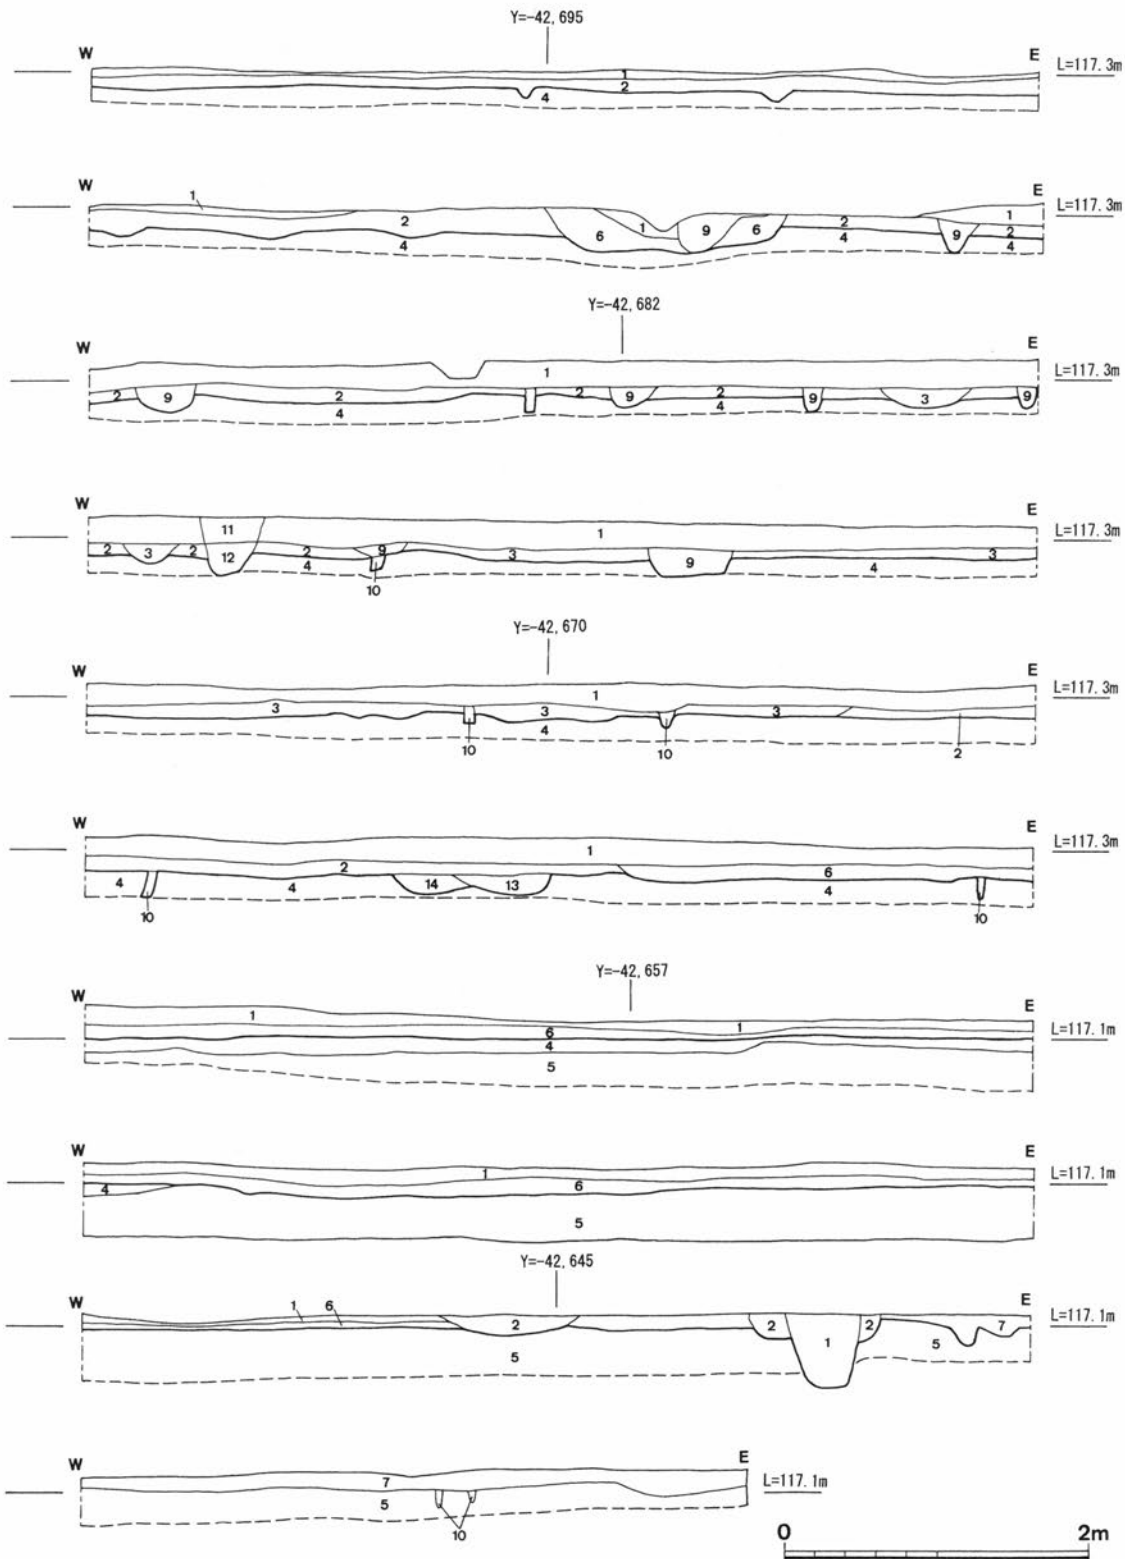 Y=-42,695
W E
L=117.3m
1
2
4
W E
L=117.3m
1 2 1 2 1
6 9 6 4 9 2
4 4
Y=-42,682
W E
L=117.3m
1
2 9 2 2 9 2 9 3 9
4 4
W E
L=117.3m
11 1
2 3 2 12 2 9 3 9 3
4 4
10
Y=-42,670
W E
L=117.3m
1
3 3 3
4
10 10 2
W E
L=117.3m
1
2 6
4 4 14 13 4
10 10
Y=-42,657
W E
L=117.1m
1 1
6
4
5
W E
L=117.1m
1
4 6
5
Y=-42,645
W E
L=117.1m
1 6
2 2 1 2 7
5 5
W E
L=117.1m
7
5
10
0 2m